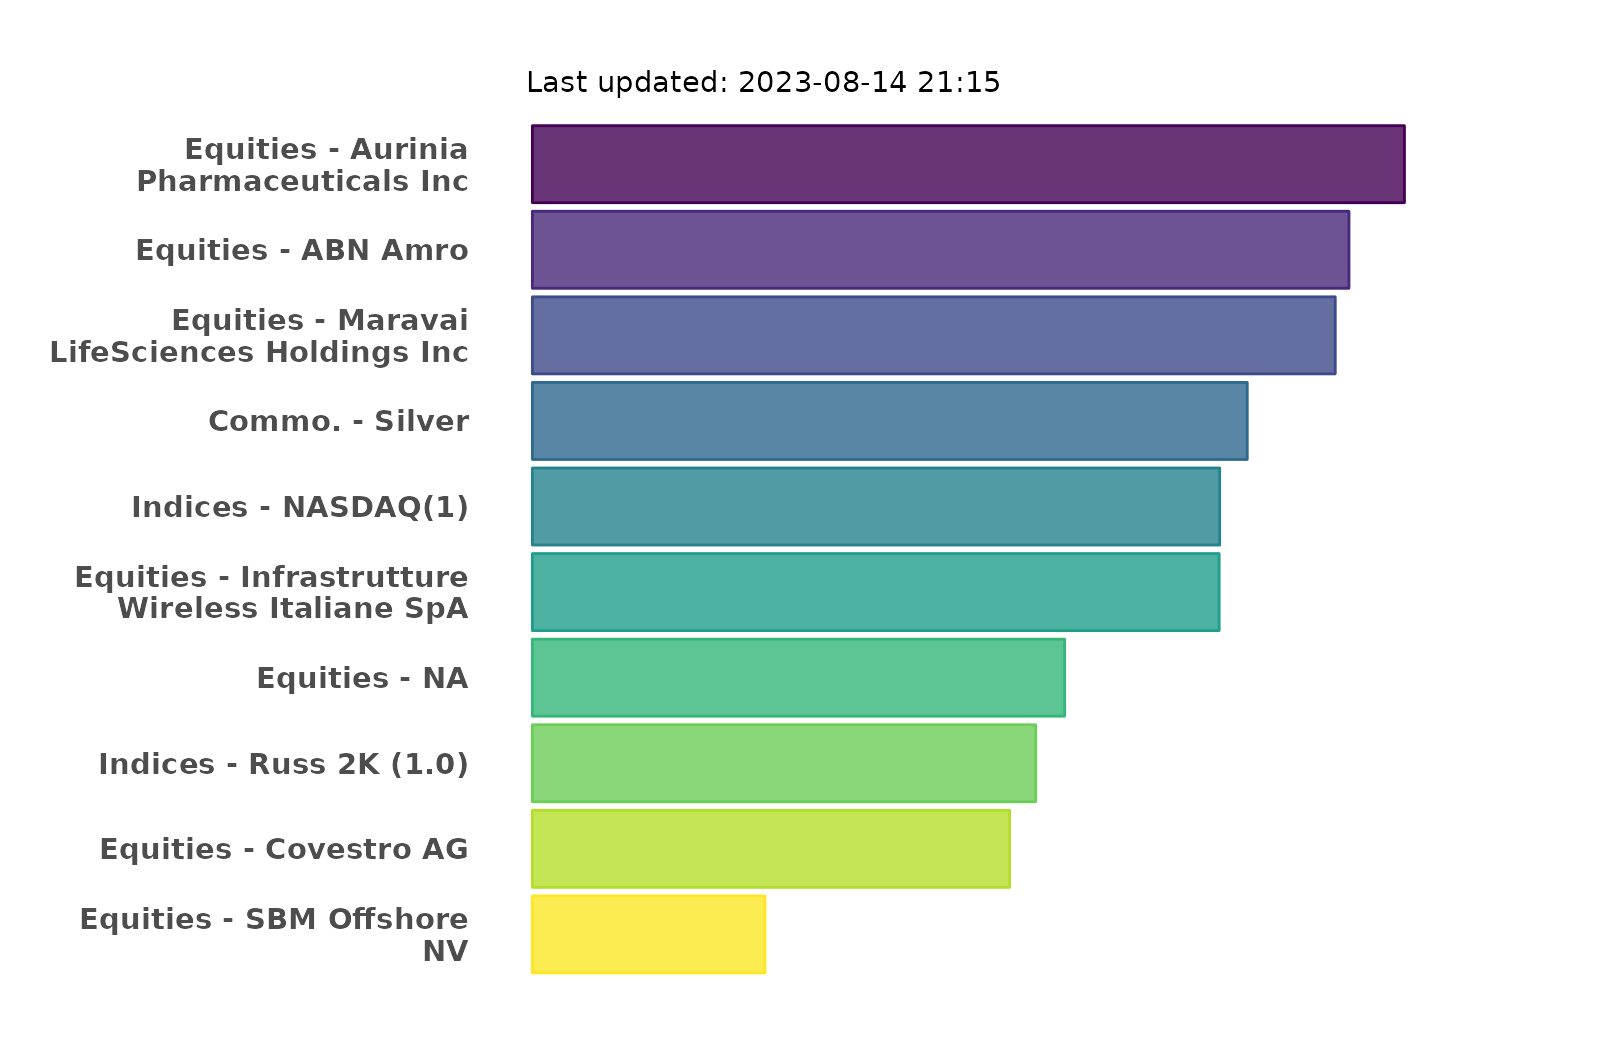 Last updated: 2023-08-14 21:15
Equities - Aurinia
Pharmaceuticals Inc
Equities - ABN Amro
Equities - Maravai
LifeSciences Holdings Inc
Commo. - Silver
Indices - NASDAQ(1)
Equities - Infrastrutture
Wireless Italiane SpA
Equities - NA
Indices - Russ 2K (1.0)
Equities - Covestro AG
Equities - SBM Offshore
NV